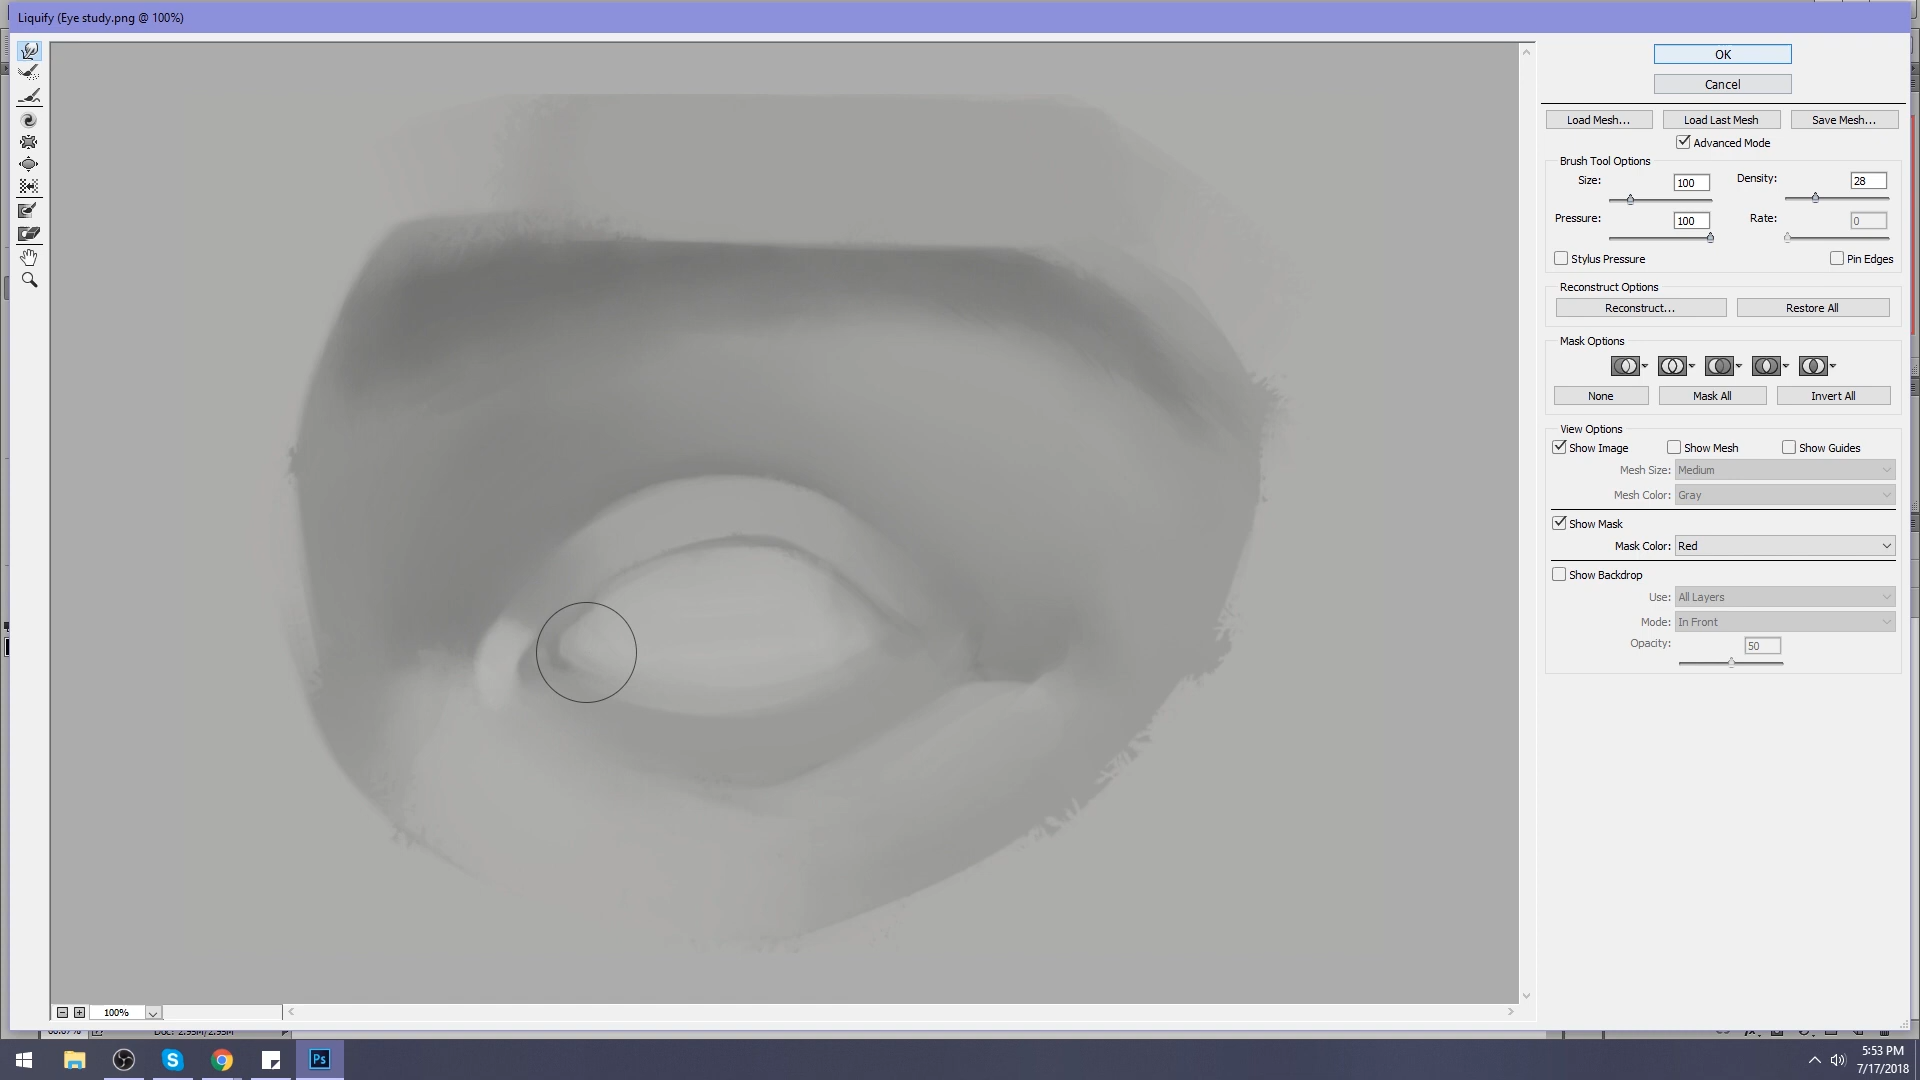 Liquify (Eye study.png @ 100%)
OK
Cancel
Load Mesh...
Load Last Mesh
Save Mesh...
Advanced Mode
Brush Tool Options
Size: 100
Density: 28
Pressure: 100
Rate: 0
Stylus Pressure
Pin Edges
Reconstruct Options
Reconstruct...
Restore All
Mask Options
None
Mask All
Invert All
View Options
Show Image
Show Mesh
Show Guides
Mesh Size: Medium
Mesh Color: Gray
Show Mask
Mask Color: Red
Show Backdrop
Use: All Layers
Mode: In Front
Opacity: 50
100%
Ps
5:53 PM
7/17/2018